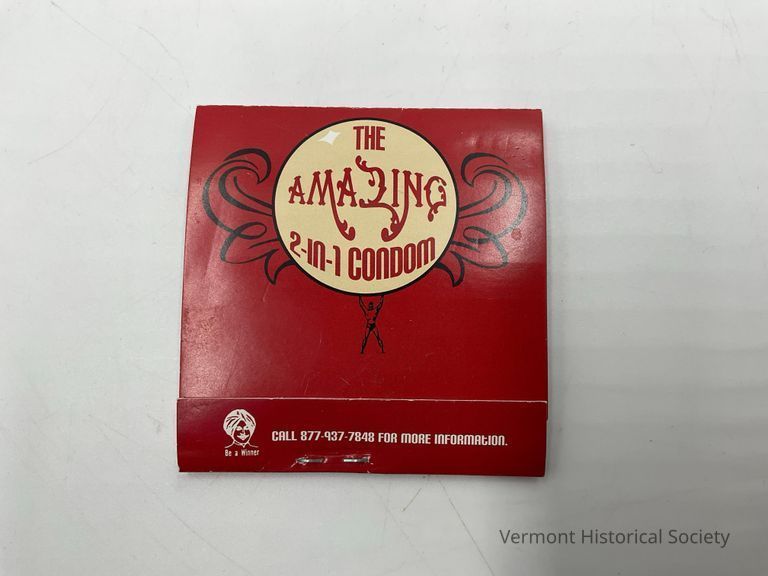 THE
AMAZING
2-IN-1 CONDOM
Be a Winner
CALL 877-937-7848 FOR MORE INFORMATION.
Vermont Historical Society